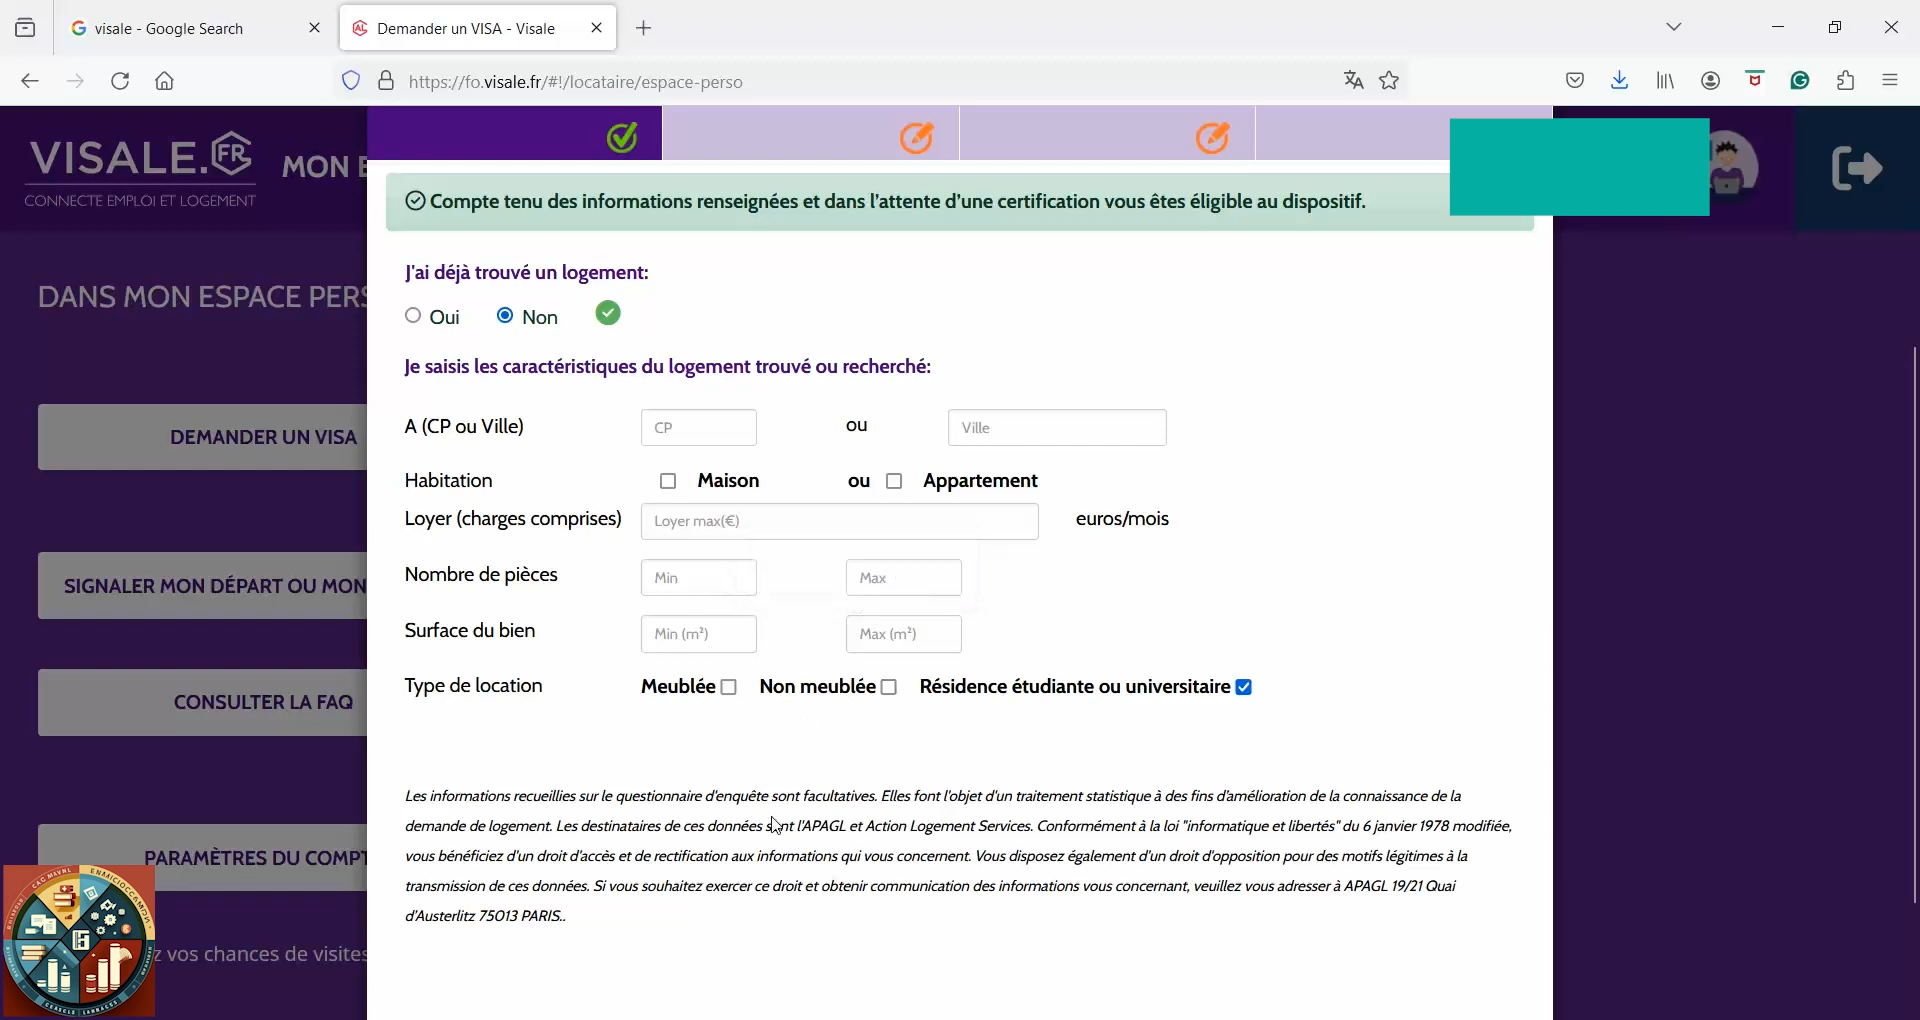 visale - Google Search
Demander un VISA - Visale
https://fo.visale.fr/#!/locataire/espace-perso
VISALE.FR
CONNECTE EMPLOI ET LOGEMENT
MON E
DANS MON ESPACE PERS
DEMANDER UN VISA
SIGNALER MON DÉPART OU MON
CONSULTER LA FAQ
PARAMÈTRES DU COMPT
z vos chances de visites
Compte tenu des informations renseignées et dans l'attente d'une certification vous êtes éligible au dispositif.
J'ai déjà trouvé un logement:
Oui Non
Je saisis les caractéristiques du logement trouvé ou recherché:
A (CP ou Ville) CP ou Ville
Habitation Maison ou Appartement
Loyer (charges comprises) Loyer max(€) euros/mois
Nombre de pièces Min Max
Surface du bien Min (m²) Max (m²)
Type de location Meublée Non meublée Résidence étudiante ou universitaire
Les informations recueillies sur le questionnaire d'enquête sont facultatives. Elles font l'objet d'un traitement statistique à des fins d'amélioration de la connaissance de la
demande de logement. Les destinataires de ces données sont l'APAGL et Action Logement Services. Conformément à la loi "informatique et libertés" du 6 janvier 1978 modifiée,
vous bénéficiez d'un droit d'accès et de rectification aux informations qui vous concernent. Vous disposez également d'un droit d'opposition pour des motifs légitimes à la
transmission de ces données. Si vous souhaitez exercer ce droit et obtenir communication des informations vous concernant, veuillez vous adresser à APAGL 19/21 Quai
d'Austerlitz 75013 PARIS..